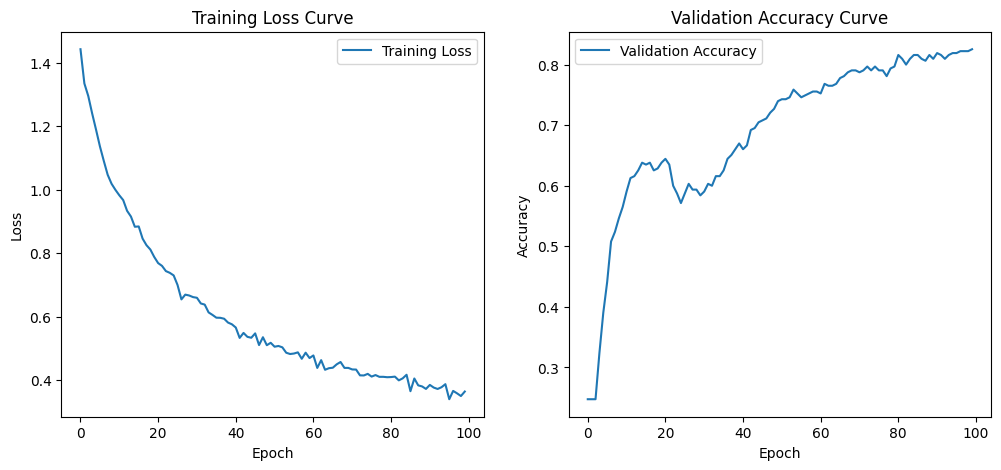 Training Loss Curve
Training Loss
1.4
1.2
1.0
0.8
0.6
0.4
Loss
0 20 40 60 80 100
Epoch
Validation Accuracy Curve
Validation Accuracy
0.8
0.7
0.6
0.5
0.4
0.3
Accuracy
0 20 40 60 80 100
Epoch